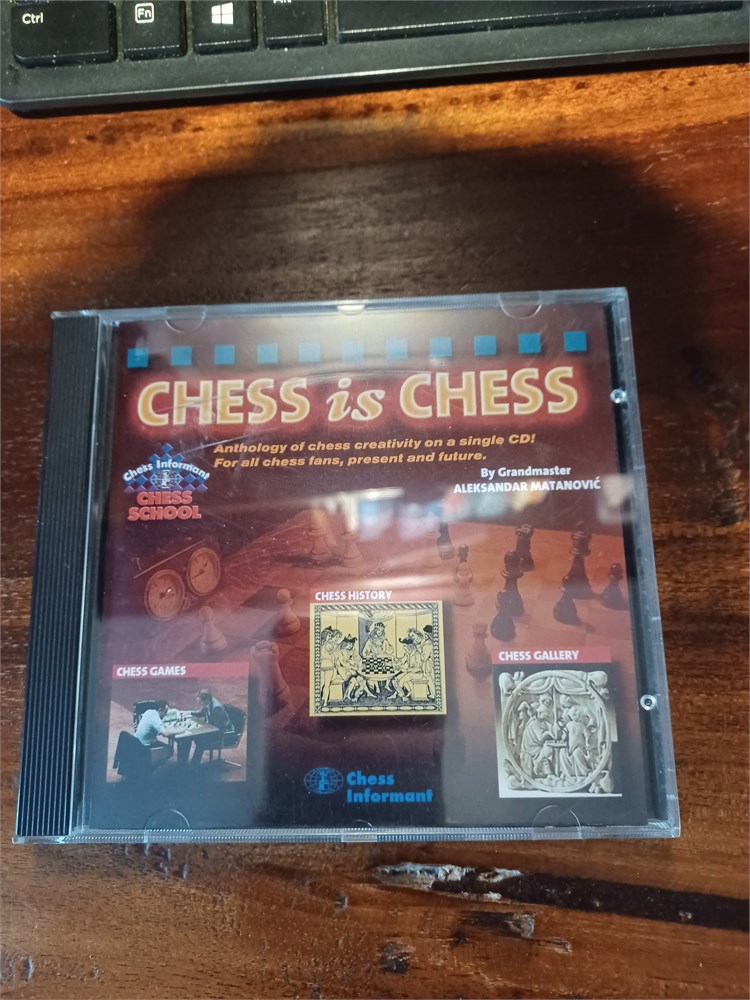 Ctrl
Fn
CHESS is CHESS
Anthology of chess creativity on a single CD!
For all chess fans, present and future.
By Grandmaster
ALEKSANDAR MATANOVIĆ
Chess Informant
CHESS
SCHOOL
CHESS HISTORY
CHESS GAMES
CHESS GALLERY
Chess
Informant